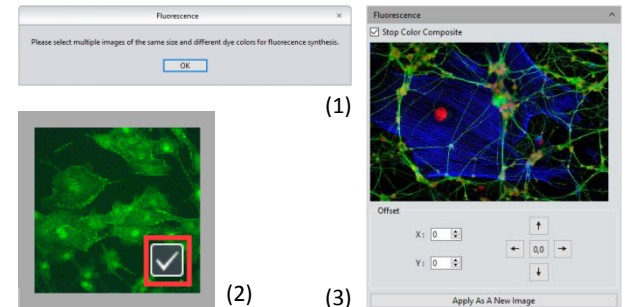 Fluorescence ×
Please select multiple images of the same size and different dye colors for fluorecence synthesis.
OK
(1)
(2)
Fluorescence
Stop Color Composite
Offset
X : 0
Y : 0
↑
← 0,0 →
↓
Apply As A New Image
(3)